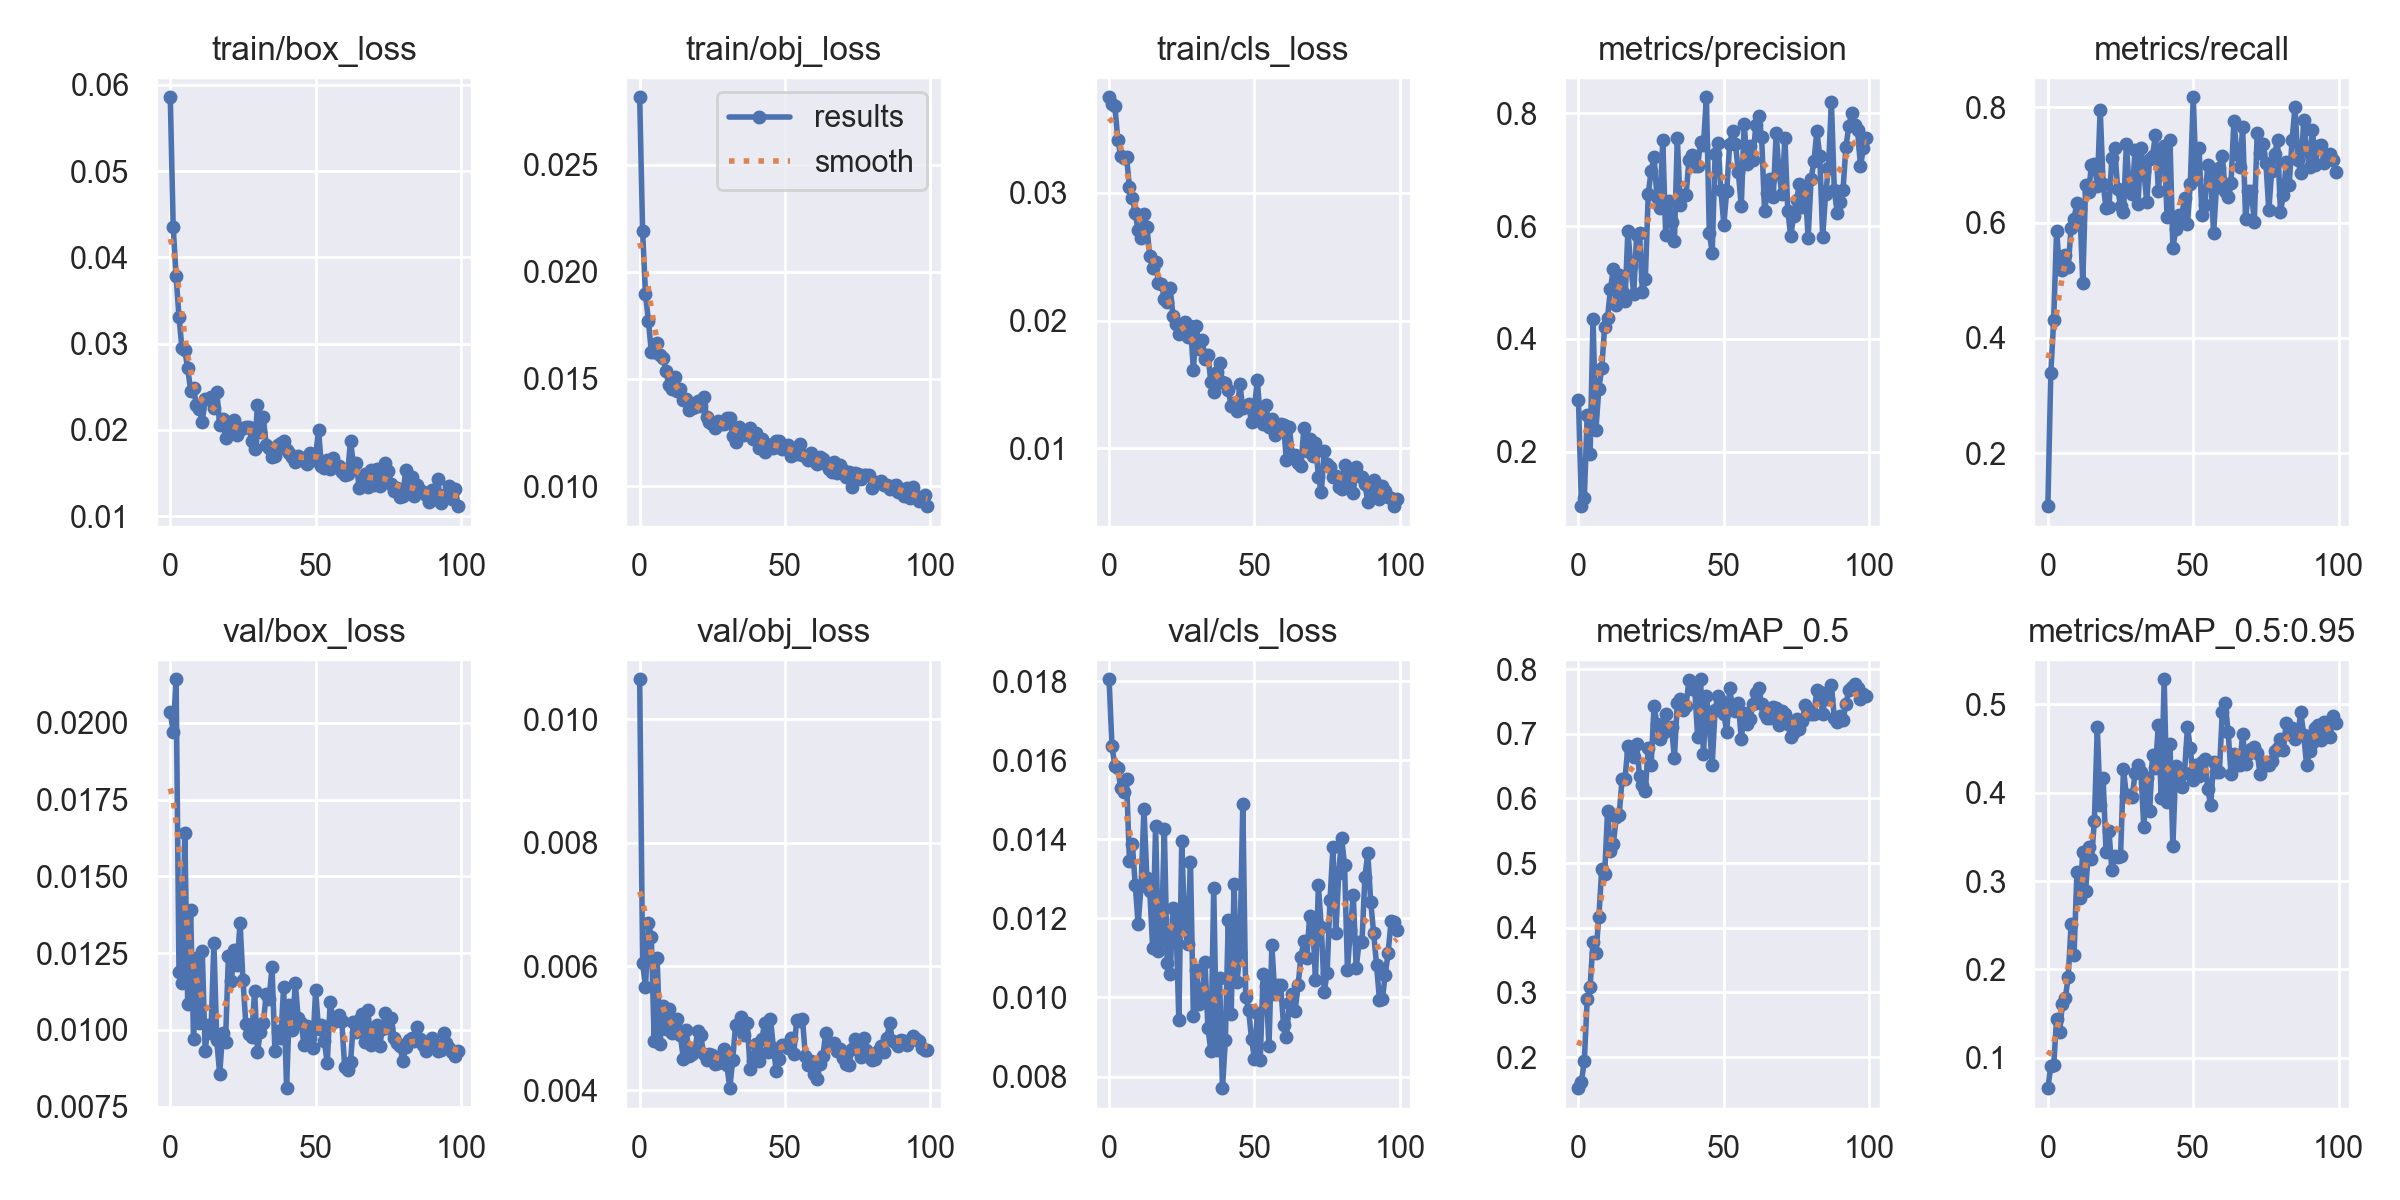 train/box_loss
0.06
0.05
0.04
0.03
0.02
0.01
0 50 100
train/obj_loss
results
smooth
0.025
0.020
0.015
0.010
0 50 100
train/cls_loss
0.03
0.02
0.01
0 50 100
metrics/precision
0.8
0.6
0.4
0.2
0 50 100
metrics/recall
0.8
0.6
0.4
0.2
0 50 100
val/box_loss
0.0200
0.0175
0.0150
0.0125
0.0100
0.0075
0 50 100
val/obj_loss
0.010
0.008
0.006
0.004
0 50 100
val/cls_loss
0.018
0.016
0.014
0.012
0.010
0.008
0 50 100
metrics/mAP_0.5
0.8
0.7
0.6
0.5
0.4
0.3
0.2
0 50 100
metrics/mAP_0.5:0.95
0.5
0.4
0.3
0.2
0.1
0 50 100